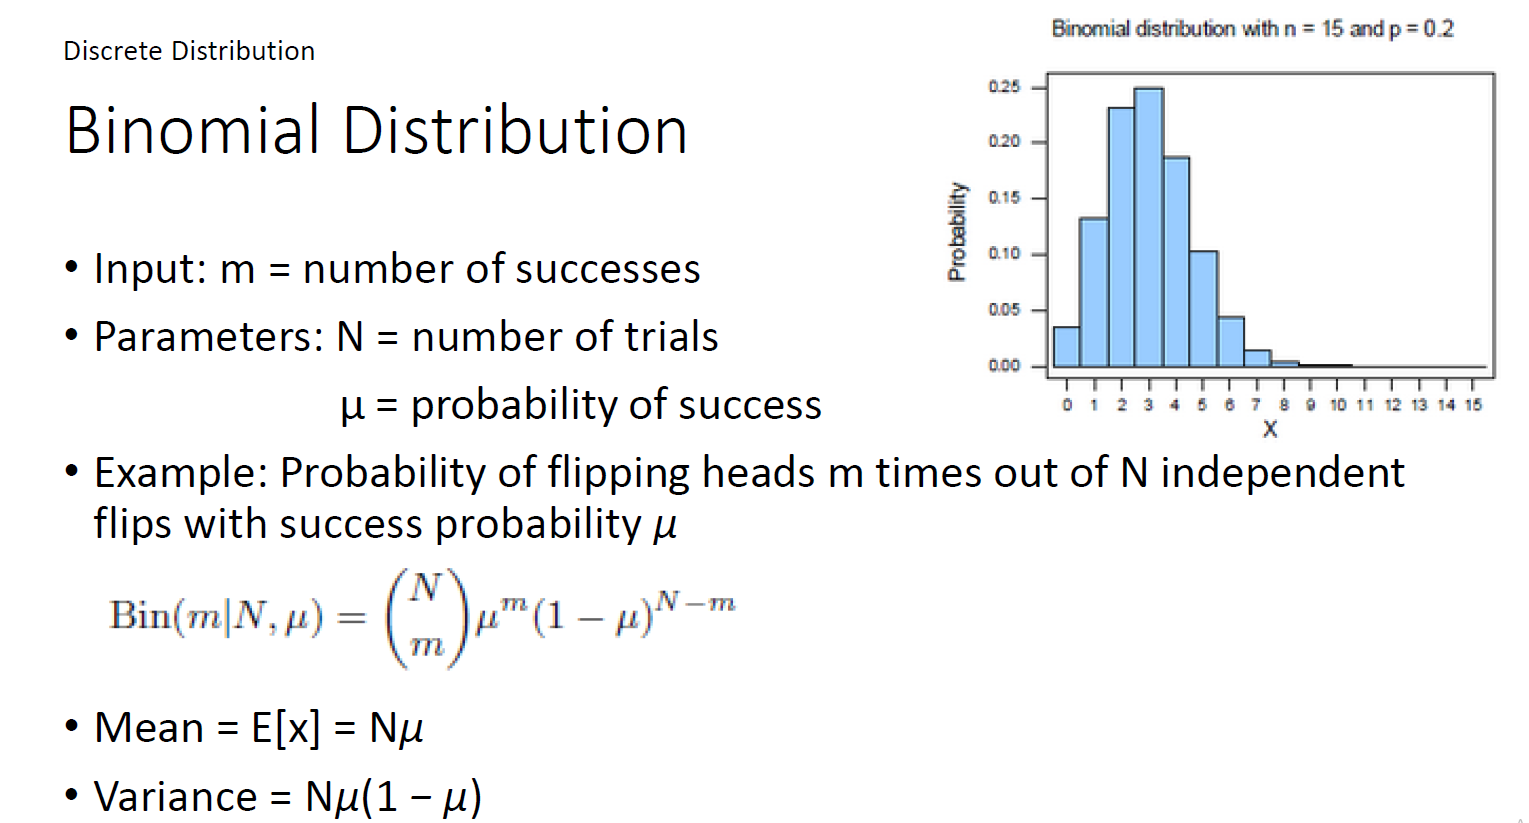 Discrete Distribution
Binomial Distribution
Binomial distribution with n = 15 and p = 0.2
Probability
0.25
0.20
0.15
0.10
0.05
0.00
0 1 2 3 4 5 6 7 8 9 10 11 12 13 14 15
X
• Input: m = number of successes
• Parameters: N = number of trials
μ = probability of success
• Example: Probability of flipping heads m times out of N independent
flips with success probability μ
Bin(m|N, μ) = (N m) μ^m (1 − μ)^{N−m}
• Mean = E[x] = Nμ
• Variance = Nμ(1 − μ)